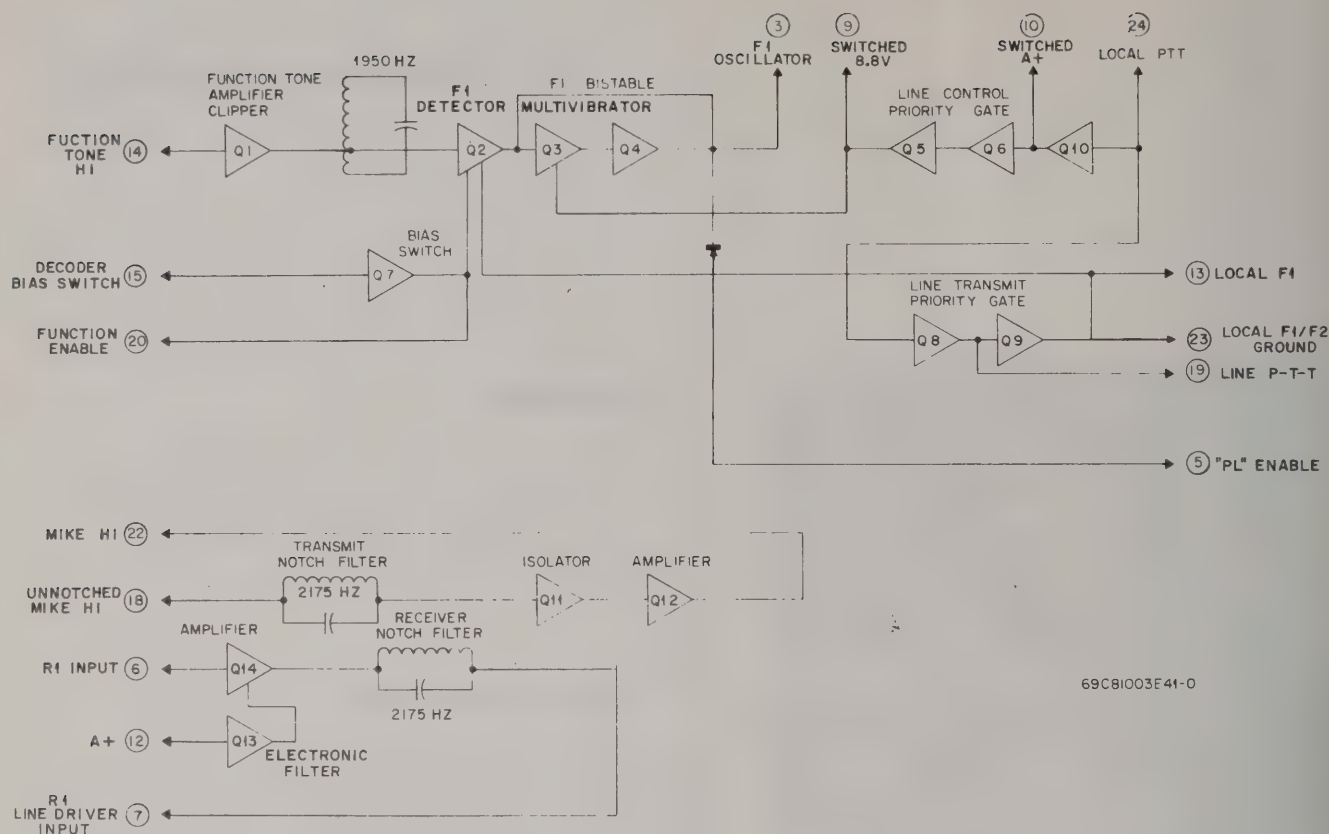 3
F1
OSCILLATOR
9
SWITCHED
8.8V
10
SWITCHED
A+
24
LOCAL PTT
FUNCTION TONE
AMPLIFIER
CLIPPER
1950 HZ
F1
DETECTOR
F1 BISTABLE
MULTIVIBRATOR
LINE CONTROL
PRIORITY GATE
FUCTION
TONE
HI
14
Q1
Q2
Q3
Q4
Q5
Q6
Q10
BIAS
SWITCH
DECODER
BIAS SWITCH
15
Q7
13
LOCAL F1
LINE TRANSMIT
PRIORITY GATE
FUNCTION
ENABLE
20
Q8
Q9
23
LOCAL F1/F2
GROUND
19
LINE P-T-T
5
"PL" ENABLE
MIKE HI
22
TRANSMIT
NOTCH FILTER
ISOLATOR
AMPLIFIER
UNNOTCHED
MIKE HI
18
2175 HZ
Q11
Q12
RECEIVER
NOTCH FILTER
AMPLIFIER
R1 INPUT
6
Q14
2175 HZ
69C81003E41-0
A+
12
Q13
ELECTRONIC
FILTER
R1
LINE DRIVER
INPUT
7